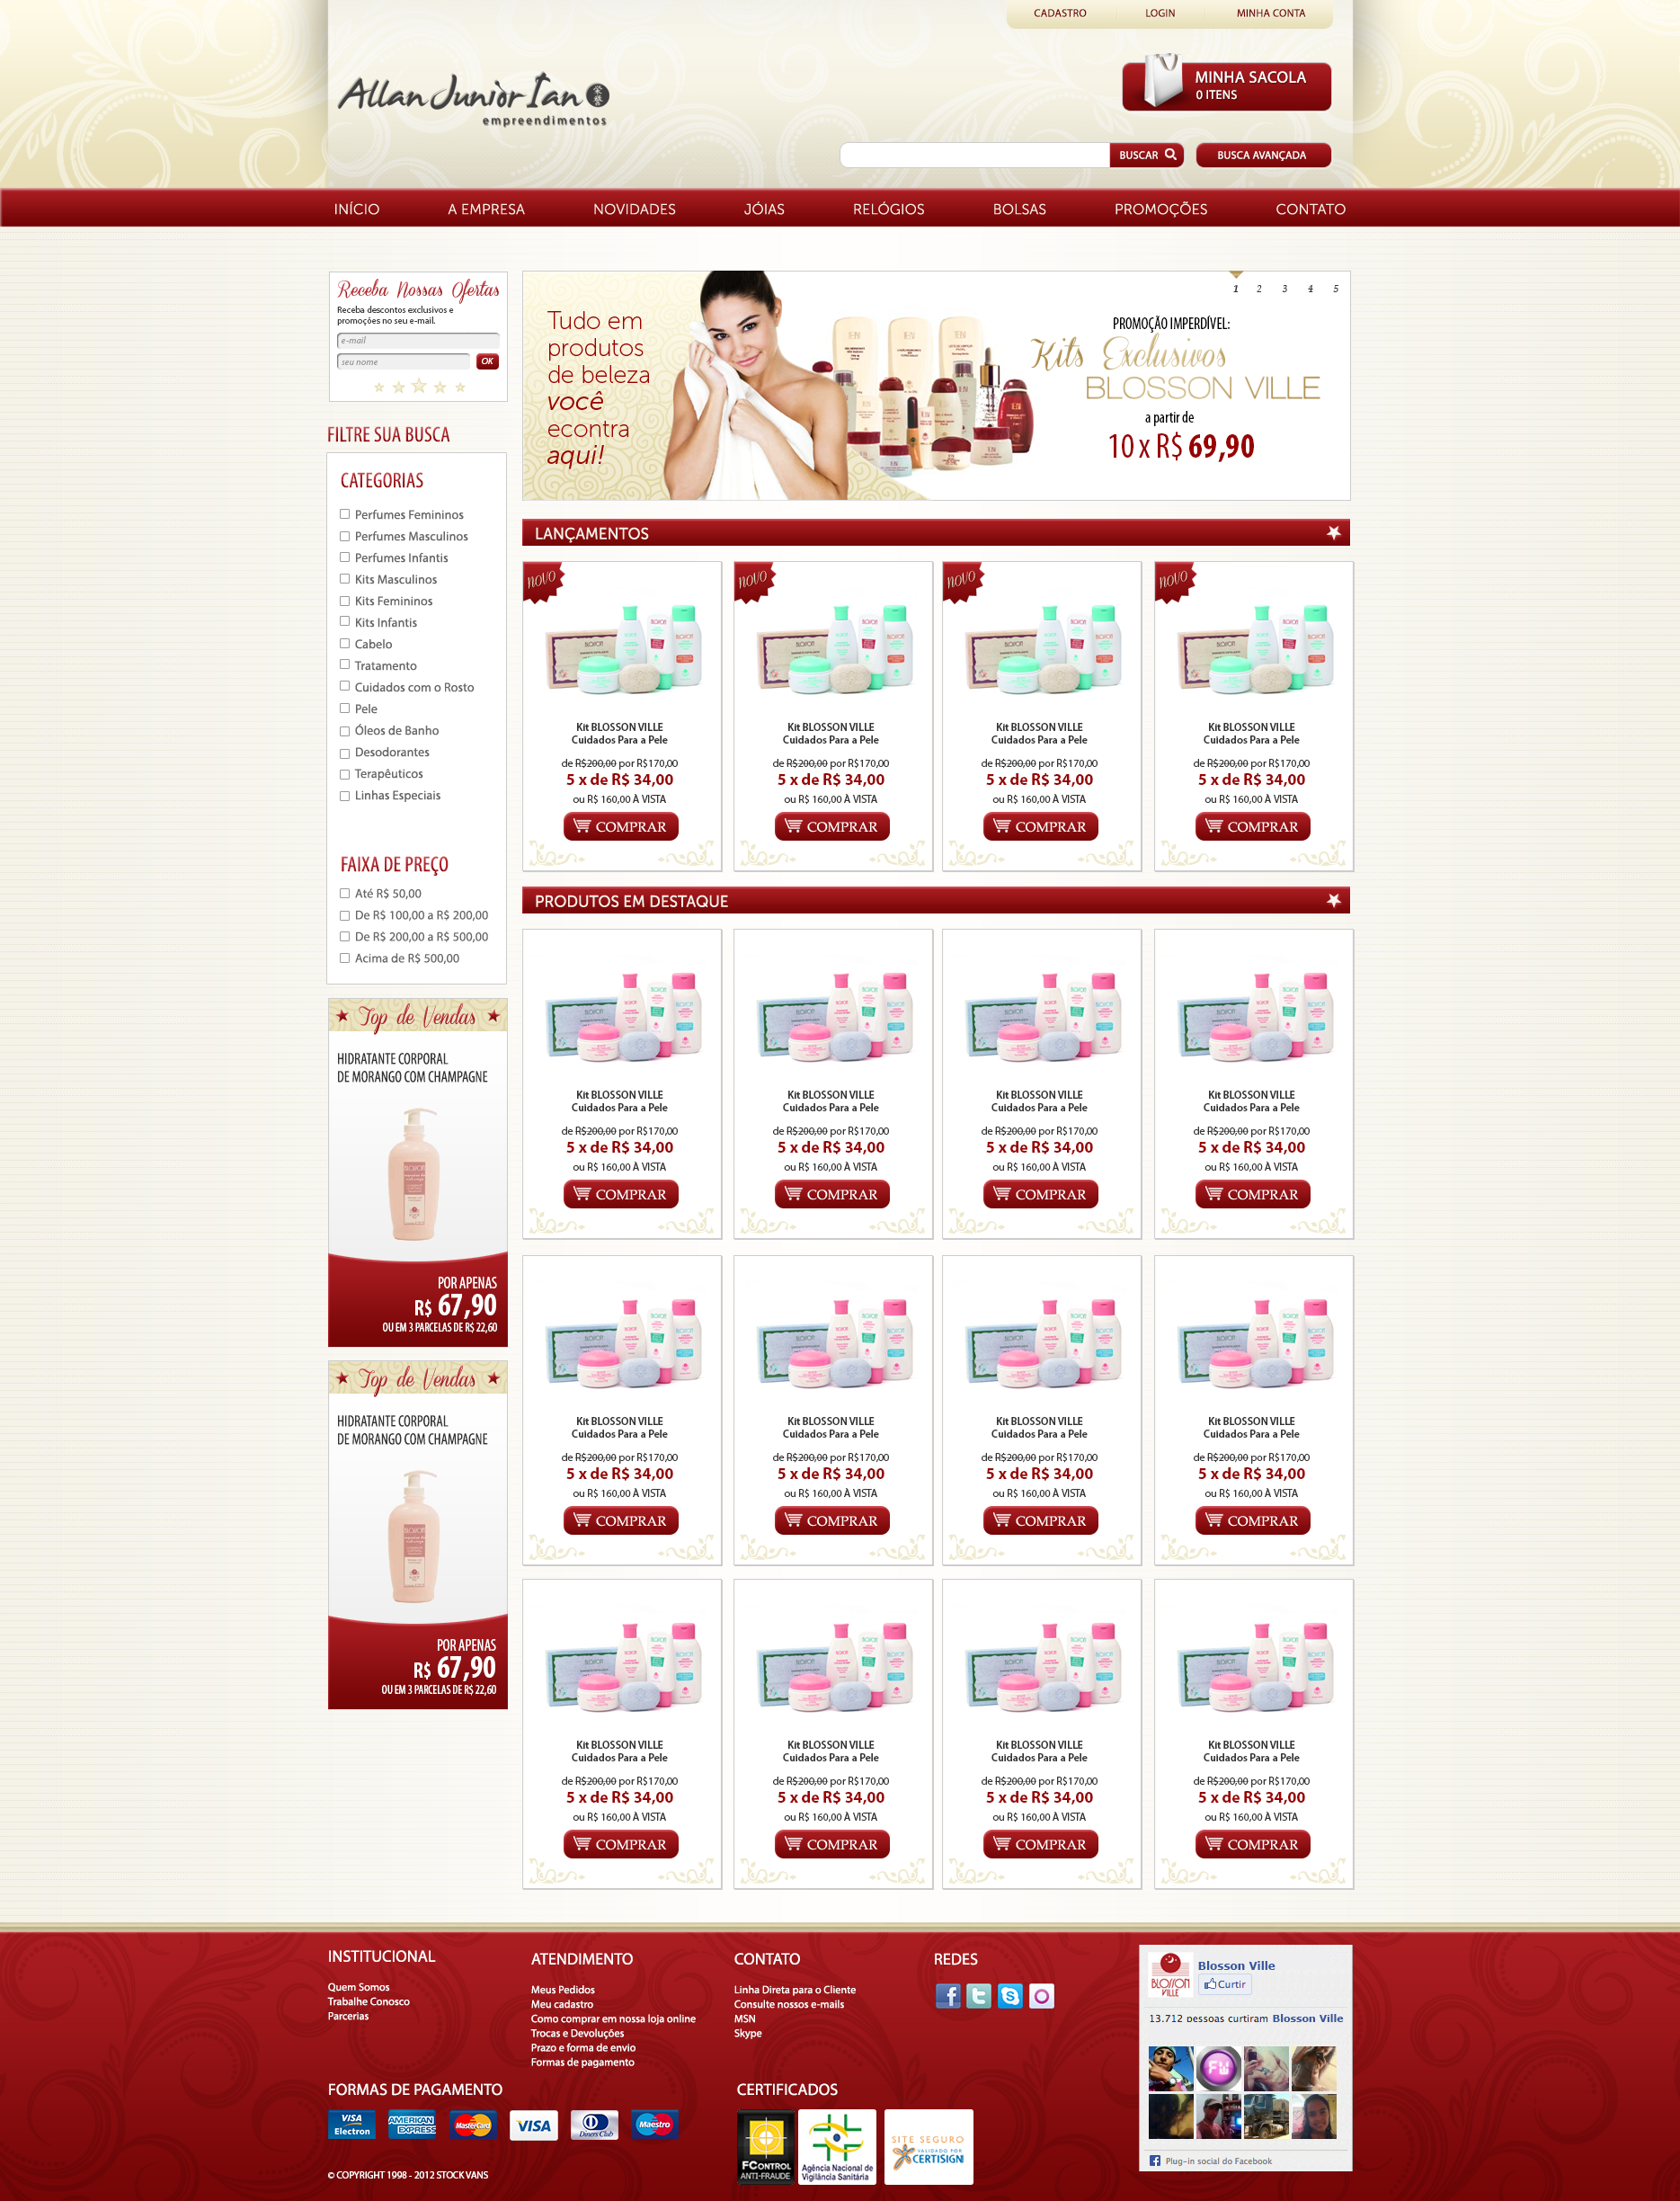 CADASTRO LOGIN MINHA CONTA
Allan Junior Ian
empreendimentos
MINHA SACOLA
0 ITENS
BUSCAR BUSCA AVANÇADA
INÍCIO A EMPRESA NOVIDADES JÓIAS RELÓGIOS BOLSAS PROMOÇÕES CONTATO
Receba Nossas Ofertas
Receba descontos exclusivos e
promoções no seu e-mail.
e-mail
seu nome OK
FILTRE SUA BUSCA
CATEGORIAS
Perfumes Femininos
Perfumes Masculinos
Perfumes Infantis
Kits Masculinos
Kits Femininos
Kits Infantis
Cabelo
Tratamento
Cuidados com o Rosto
Pele
Óleos de Banho
Desodorantes
Terapêuticos
Linhas Especiais
FAIXA DE PREÇO
Até R$ 50,00
De R$ 100,00 a R$ 200,00
De R$ 200,00 a R$ 500,00
Acima de R$ 500,00
Top de Vendas
HIDRATANTE CORPORAL
DE MORANGO COM CHAMPAGNE
POR APENAS
R$ 67,90
OU EM 3 PARCELAS DE R$ 22,60
Top de Vendas
HIDRATANTE CORPORAL
DE MORANGO COM CHAMPAGNE
POR APENAS
R$ 67,90
OU EM 3 PARCELAS DE R$ 22,60
1 2 3 4 5
Tudo em
produtos
de beleza
você
econtra
aqui!
PROMOÇÃO IMPERDÍVEL:
Kits Exclusivos
BLOSSON VILLE
a partir de
10 x R$ 69,90
LANÇAMENTOS
NOVO NOVO NOVO NOVO
Kit BLOSSON VILLE Kit BLOSSON VILLE Kit BLOSSON VILLE Kit BLOSSON VILLE
Cuidados Para a Pele Cuidados Para a Pele Cuidados Para a Pele Cuidados Para a Pele
de R$200,00 por R$170,00 de R$200,00 por R$170,00 de R$200,00 por R$170,00 de R$200,00 por R$170,00
5 x de R$ 34,00 5 x de R$ 34,00 5 x de R$ 34,00 5 x de R$ 34,00
ou R$ 160,00 À VISTA ou R$ 160,00 À VISTA ou R$ 160,00 À VISTA ou R$ 160,00 À VISTA
COMPRAR COMPRAR COMPRAR COMPRAR
PRODUTOS EM DESTAQUE
Kit BLOSSON VILLE Kit BLOSSON VILLE Kit BLOSSON VILLE Kit BLOSSON VILLE
Cuidados Para a Pele Cuidados Para a Pele Cuidados Para a Pele Cuidados Para a Pele
de R$200,00 por R$170,00 de R$200,00 por R$170,00 de R$200,00 por R$170,00 de R$200,00 por R$170,00
5 x de R$ 34,00 5 x de R$ 34,00 5 x de R$ 34,00 5 x de R$ 34,00
ou R$ 160,00 À VISTA ou R$ 160,00 À VISTA ou R$ 160,00 À VISTA ou R$ 160,00 À VISTA
COMPRAR COMPRAR COMPRAR COMPRAR
Kit BLOSSON VILLE Kit BLOSSON VILLE Kit BLOSSON VILLE Kit BLOSSON VILLE
Cuidados Para a Pele Cuidados Para a Pele Cuidados Para a Pele Cuidados Para a Pele
de R$200,00 por R$170,00 de R$200,00 por R$170,00 de R$200,00 por R$170,00 de R$200,00 por R$170,00
5 x de R$ 34,00 5 x de R$ 34,00 5 x de R$ 34,00 5 x de R$ 34,00
ou R$ 160,00 À VISTA ou R$ 160,00 À VISTA ou R$ 160,00 À VISTA ou R$ 160,00 À VISTA
COMPRAR COMPRAR COMPRAR COMPRAR
Kit BLOSSON VILLE Kit BLOSSON VILLE Kit BLOSSON VILLE Kit BLOSSON VILLE
Cuidados Para a Pele Cuidados Para a Pele Cuidados Para a Pele Cuidados Para a Pele
de R$200,00 por R$170,00 de R$200,00 por R$170,00 de R$200,00 por R$170,00 de R$200,00 por R$170,00
5 x de R$ 34,00 5 x de R$ 34,00 5 x de R$ 34,00 5 x de R$ 34,00
ou R$ 160,00 À VISTA ou R$ 160,00 À VISTA ou R$ 160,00 À VISTA ou R$ 160,00 À VISTA
COMPRAR COMPRAR COMPRAR COMPRAR
INSTITUCIONAL
Quem Somos
Trabalhe Conosco
Parcerias
ATENDIMENTO
Meus Pedidos
Meu cadastro
Como comprar em nossa loja online
Trocas e Devoluções
Prazo e forma de envio
Formas de pagamento
CONTATO
Linha Direta para o Cliente
Consulte nossos e-mails
MSN
Skype
REDES
BLOSSON
VILLE
Blosson Ville
Curtir
13.712 pessoas curtiram Blosson Ville
FW
Plug-in social do Facebook
FORMAS DE PAGAMENTO
VISA
Electron
AMERICAN
EXPRESS
MasterCard
VISA
Diners Club
Maestro
CERTIFICADOS
FCONTROL
ANTI-FRAUDE
Agência Nacional de
Vigilância Sanitária
SITE SEGURO
VALIDADO POR
CERTISIGN
© COPYRIGHT 1998 - 2012 STOCK VANS